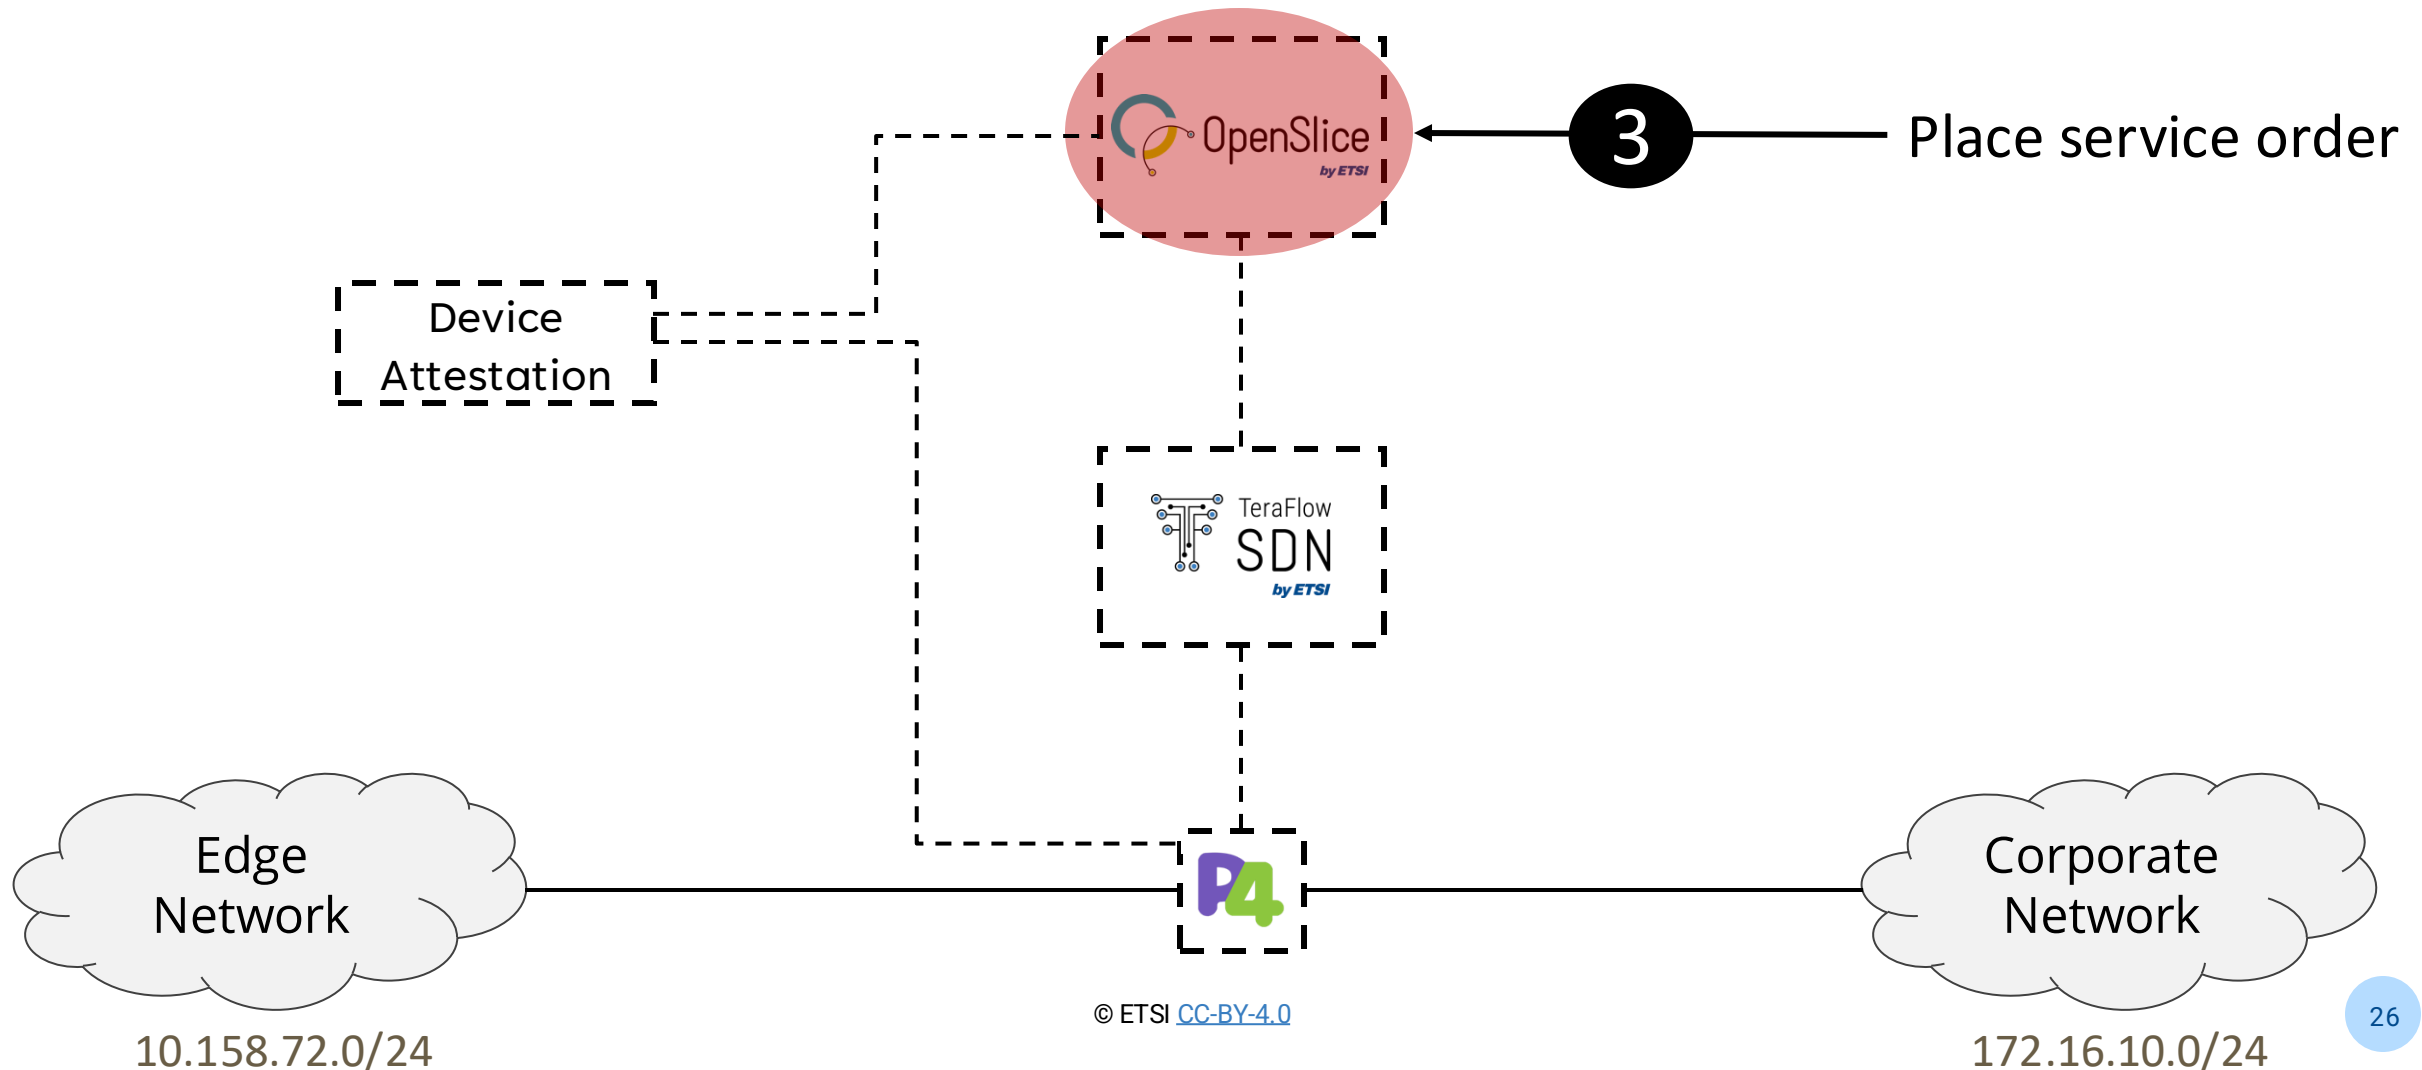 OpenSlice
by ETSI
3
Place service order
Device
Attestation
TeraFlow
SDN
by ETSI
P4
Edge
Network
Corporate
Network
© ETSI CC-BY-4.0
26
10.158.72.0/24
172.16.10.0/24